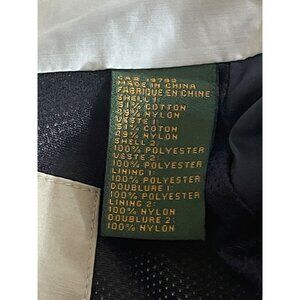 MADE IN CHINA
FABRIQUÉ EN CHINE
SHELL 1:
51% COTTON
49% NYLON
VESTE 1:
51% COTON
49% NYLON
SHELL 2:
100% POLYESTER
VESTE 2:
100% POLYESTER
LINING 1:
100% POLYESTER
DOUBLURE 1:
100% POLYESTER
LINING 2:
100% NYLON
DOUBLURE 2:
100% NYLON